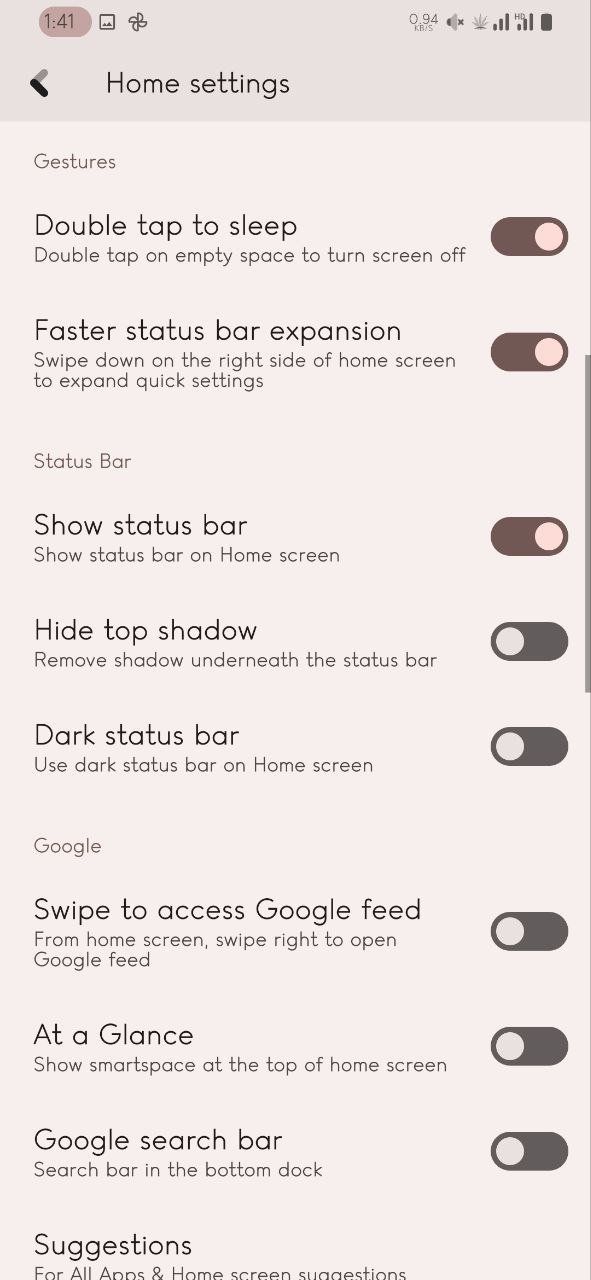 1:41
0.94
KB/S
HD
Home settings
Gestures
Double tap to sleep
Double tap on empty space to turn screen off
Faster status bar expansion
Swipe down on the right side of home screen
to expand quick settings
Status Bar
Show status bar
Show status bar on Home screen
Hide top shadow
Remove shadow underneath the status bar
Dark status bar
Use dark status bar on Home screen
Google
Swipe to access Google feed
From home screen, swipe right to open
Google feed
At a Glance
Show smartspace at the top of home screen
Google search bar
Search bar in the bottom dock
Suggestions
For All Apps & Home screen suggestions